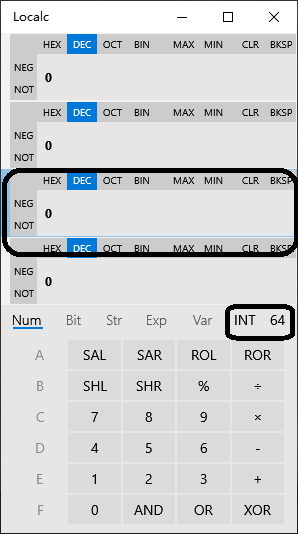 Localc
HEX DEC OCT BIN MAX MIN CLR BKSP
NEG
0
NOT
HEX DEC OCT BIN MAX MIN CLR BKSP
NEG
0
NOT
HEX DEC OCT BIN MAX MIN CLR BKSP
NEG
0
NOT
HEX DEC OCT BIN MAX MIN CLR BKSP
NEG
0
NOT
Num Bit Str Exp Var INT 64
A SAL SAR ROL ROR
B SHL SHR % ÷
C 7 8 9 ×
D 4 5 6 -
E 1 2 3 +
F 0 AND OR XOR